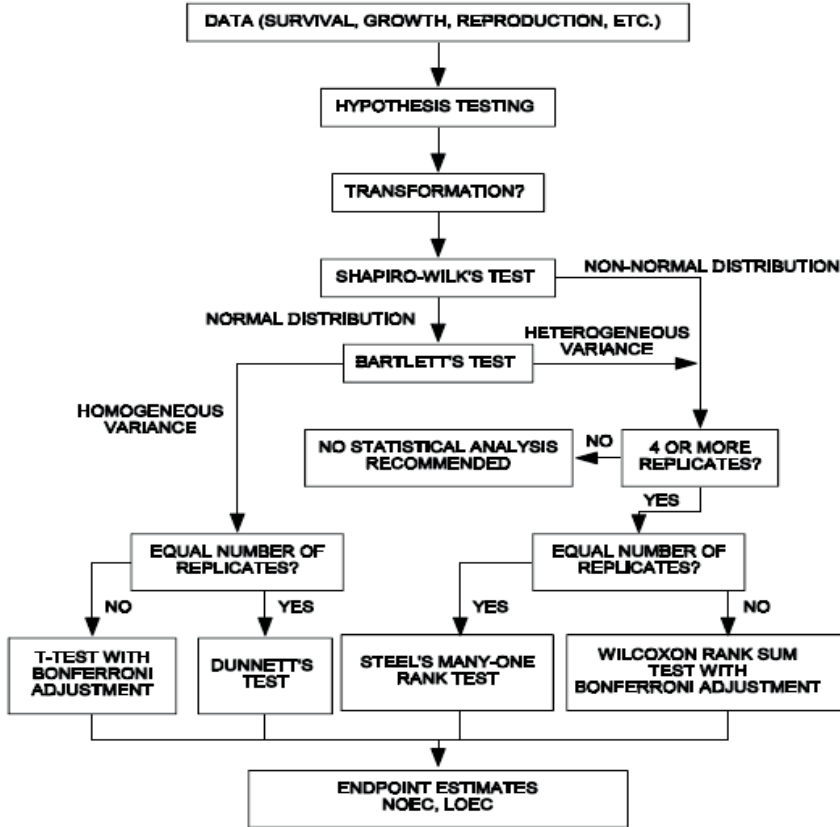 DATA (SURVIVAL, GROWTH, REPRODUCTION, ETC.)
HYPOTHESIS TESTING
TRANSFORMATION?
SHAPIRO-WILK'S TEST
NON-NORMAL DISTRIBUTION
NORMAL DISTRIBUTION
HETEROGENEOUS
VARIANCE
BARTLETT'S TEST
HOMOGENEOUS
VARIANCE
NO STATISTICAL ANALYSIS
RECOMMENDED
NO
4 OR MORE
REPLICATES?
YES
EQUAL NUMBER OF
REPLICATES?
EQUAL NUMBER OF
REPLICATES?
NO
YES
YES
NO
T-TEST WITH
BONFERRONI
ADJUSTMENT
DUNNETT'S
TEST
STEEL'S MANY-ONE
RANK TEST
WILCOXON RANK SUM
TEST WITH
BONFERRONI ADJUSTMENT
ENDPOINT ESTIMATES
NOEC, LOEC